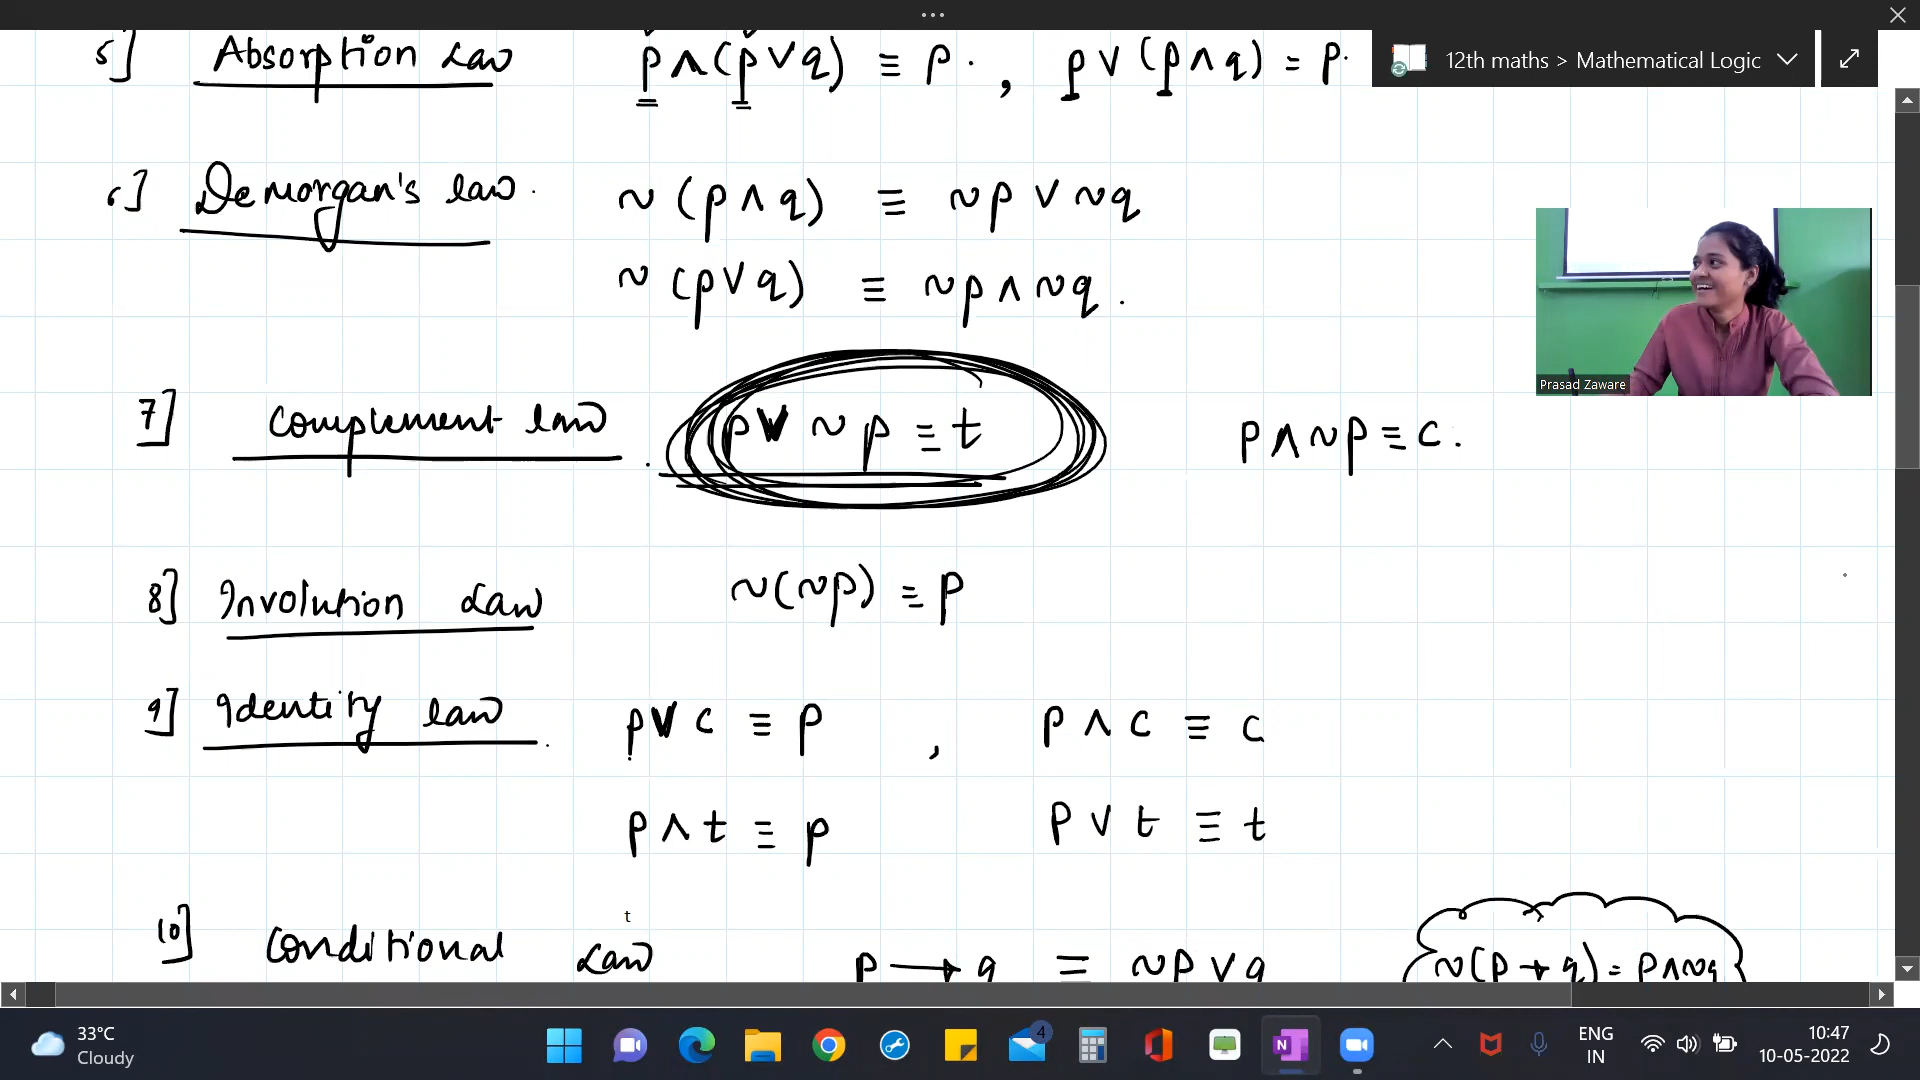 5] Absorption Law p∧(p∨q) ≡ p. , p∨(p∧q) = p.
12th maths > Mathematical Logic
6] De Morgan's law. ~(p∧q) ≡ ~p∨~q
~(p∨q) ≡ ~p∧~q.
Prasad Zaware
7] Complement law. p∨~p≡t p∧~p≡c.
8] Involution Law ~(~p) ≡ p
9] Identity law. p∨c ≡ p , p∧c ≡ c
p∧t ≡ p p∨t ≡ t
t
10] Conditional Law p→q ≡ ~p∨q ~(p→q) = p∧~q
33°C
Cloudy
4
N
ENG
IN
10:47
10-05-2022